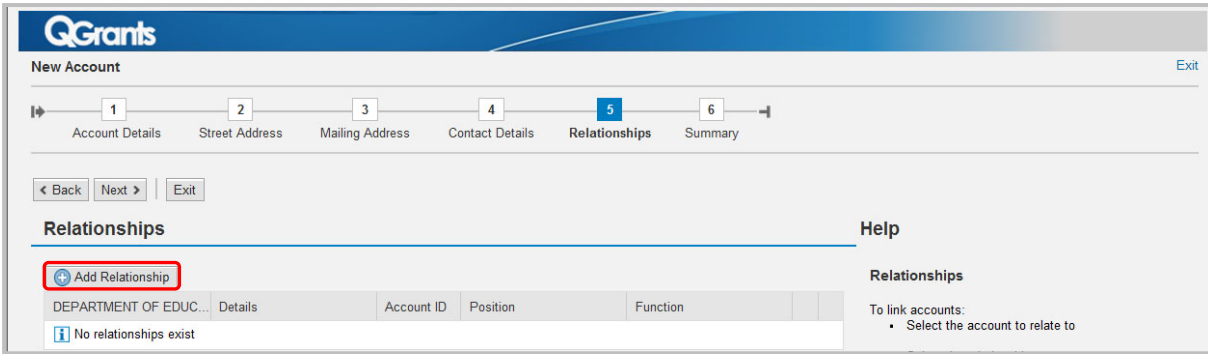 QGrants
New Account Exit
1 2 3 4 5 6
Account Details Street Address Mailing Address Contact Details Relationships Summary
Back Next Exit
Relationships Help
Add Relationship Relationships
DEPARTMENT OF EDUC... Details Account ID Position Function
To link accounts:
No relationships exist
Select the account to relate to